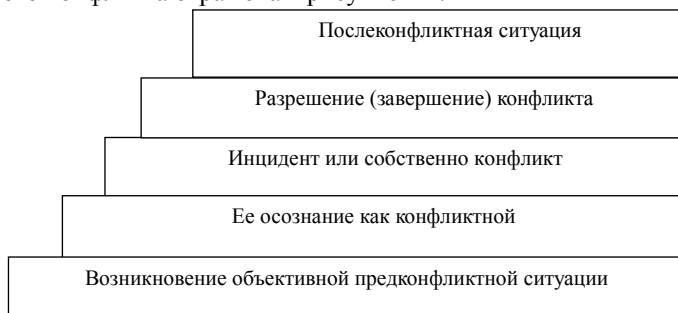 Послеконфликтная ситуация
Разрешение (завершение) конфликта
Инцидент или собственно конфликт
Ее осознание как конфликтной
Возникновение объективной предконфликтной ситуации